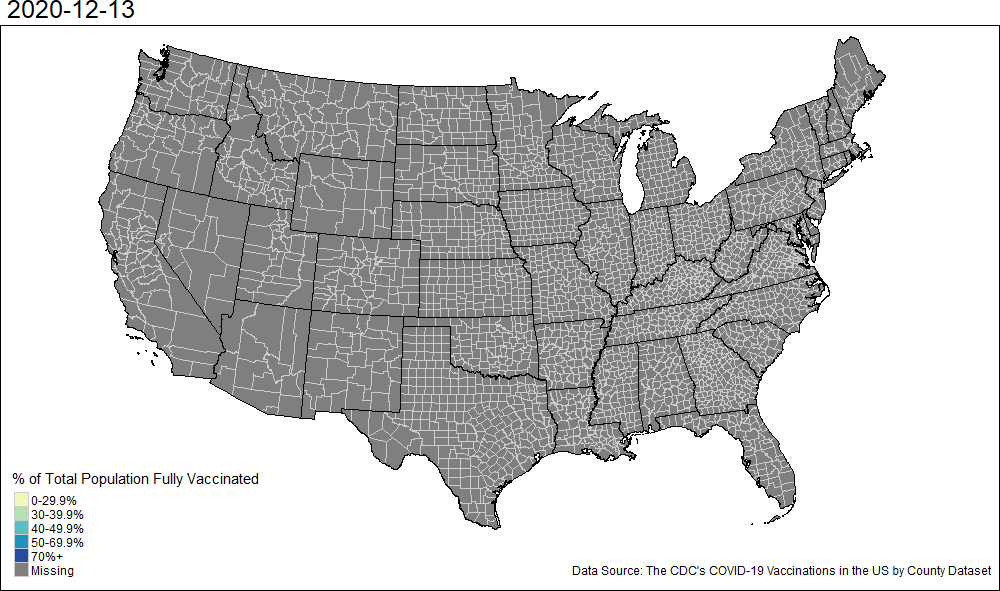 2020-12-13
% of Total Population Fully Vaccinated
0-29.9%
30-39.9%
40-49.9%
50-69.9%
70%+
Missing
Data Source: The CDC's COVID-19 Vaccinations in the US by County Dataset